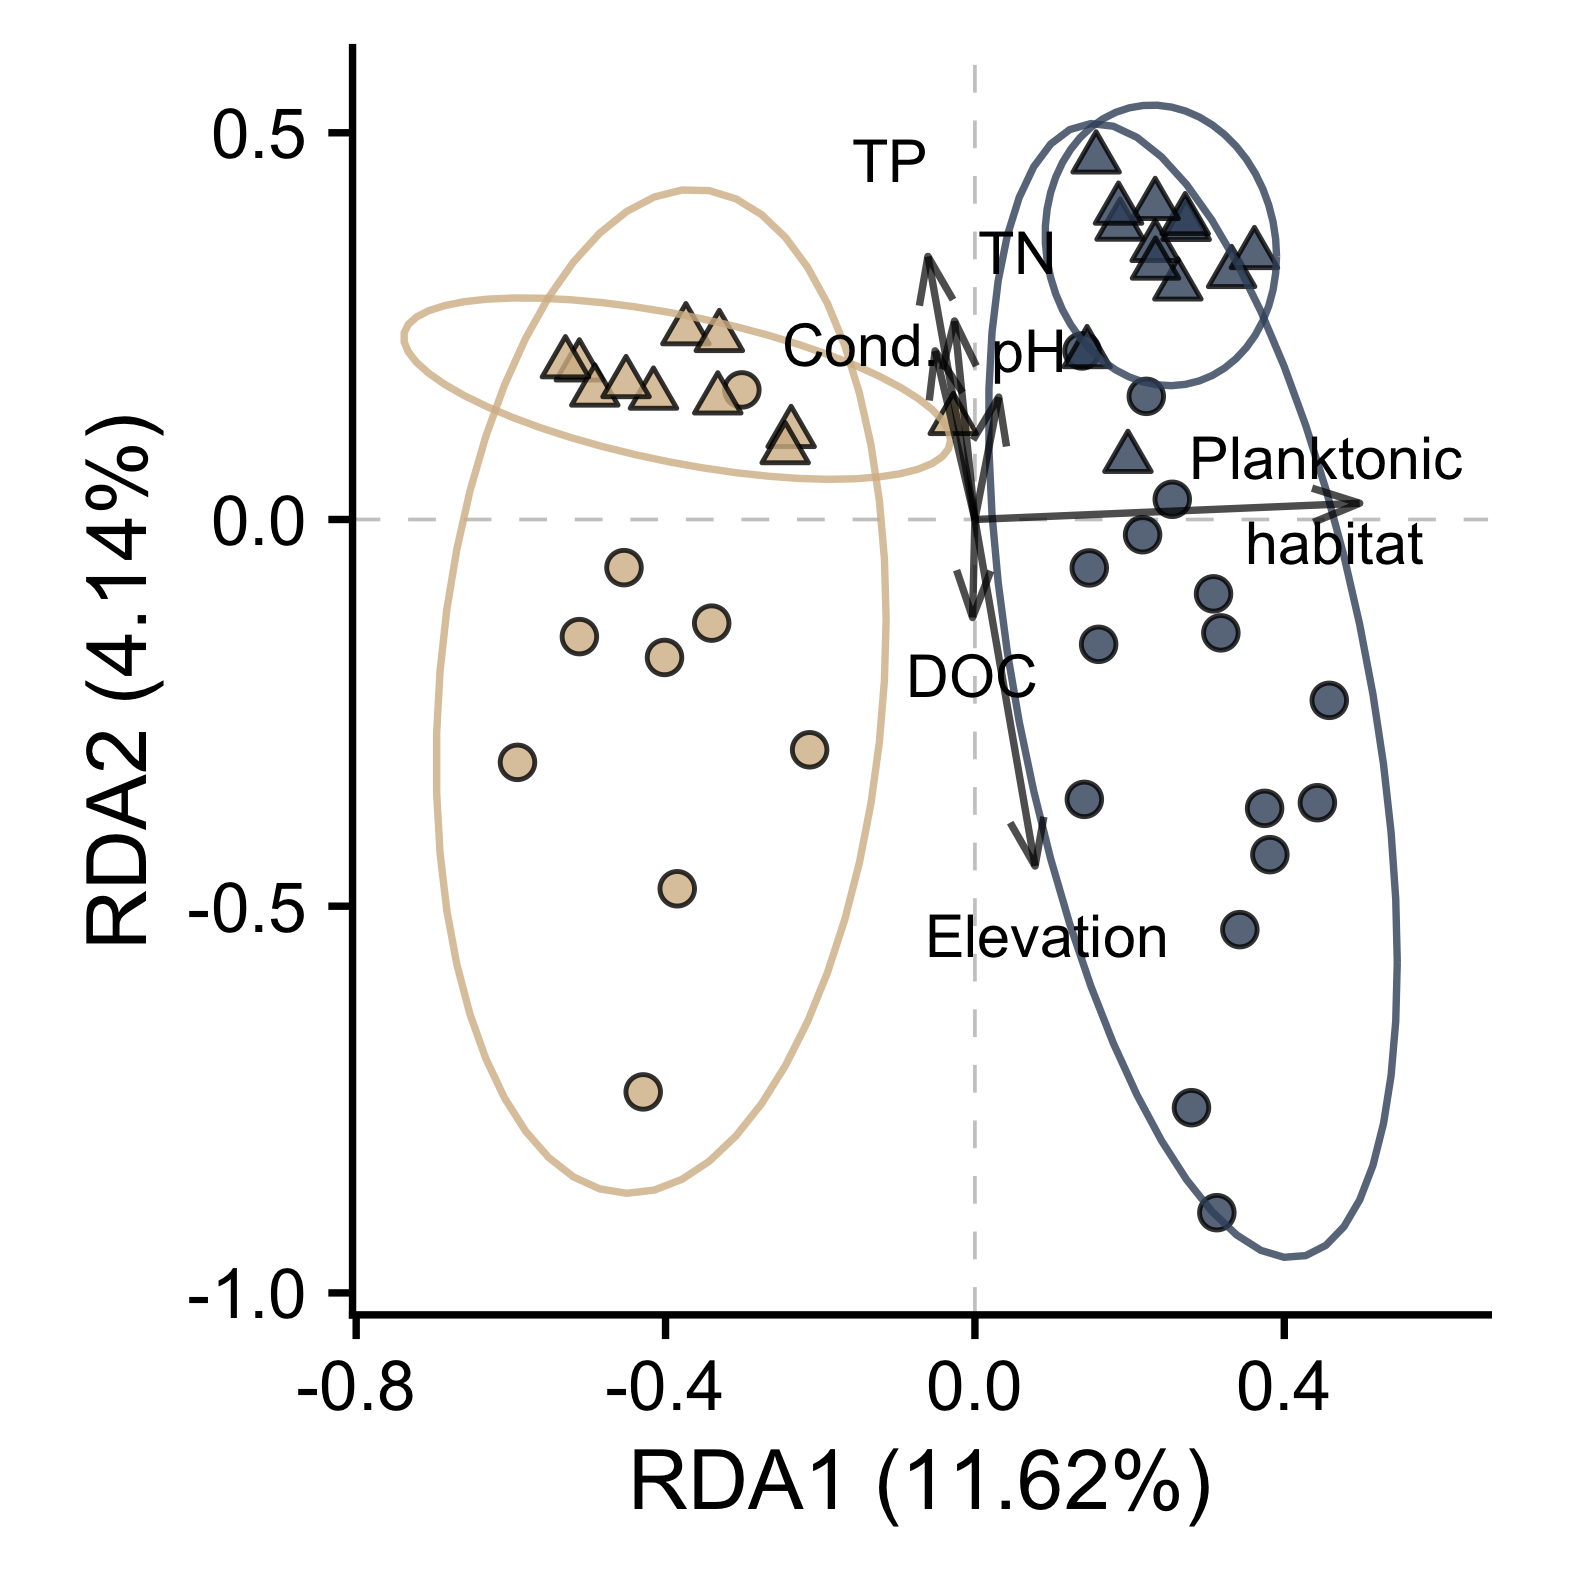 0.5
TP
TN
Cond.
pH
Planktonic
habitat
0.0
DOC
Elevation
-0.5
-1.0
RDA2 (4.14%)
-0.8
-0.4
0.0
0.4
RDA1 (11.62%)